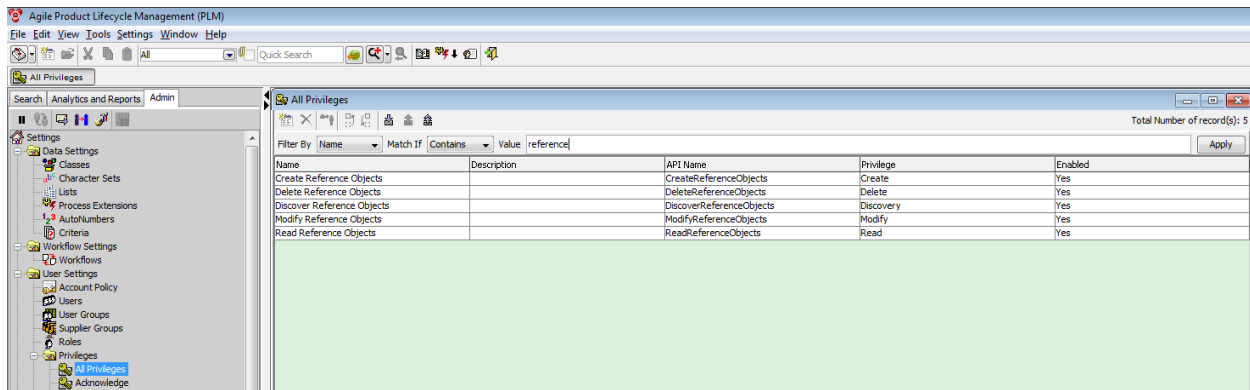 Agile Product Lifecycle Management (PLM)
File Edit View Tools Settings Window Help
All Quick Search
All Privileges
Search Analytics and Reports Admin
All Privileges
Total Number of record(s): 5
Filter By Name Match If Contains Value reference Apply
Name Description API Name Privilege Enabled
Create Reference Objects CreateReferenceObjects Create Yes
Delete Reference Objects DeleteReferenceObjects Delete Yes
Discover Reference Objects DiscoverReferenceObjects Discovery Yes
Modify Reference Objects ModifyReferenceObjects Modify Yes
Read Reference Objects ReadReferenceObjects Read Yes
Settings
Data Settings
Classes
Character Sets
Lists
Process Extensions
AutoNumbers
Criteria
Workflow Settings
Workflows
User Settings
Account Policy
Users
User Groups
Supplier Groups
Roles
Privileges
All Privileges
Acknowledge